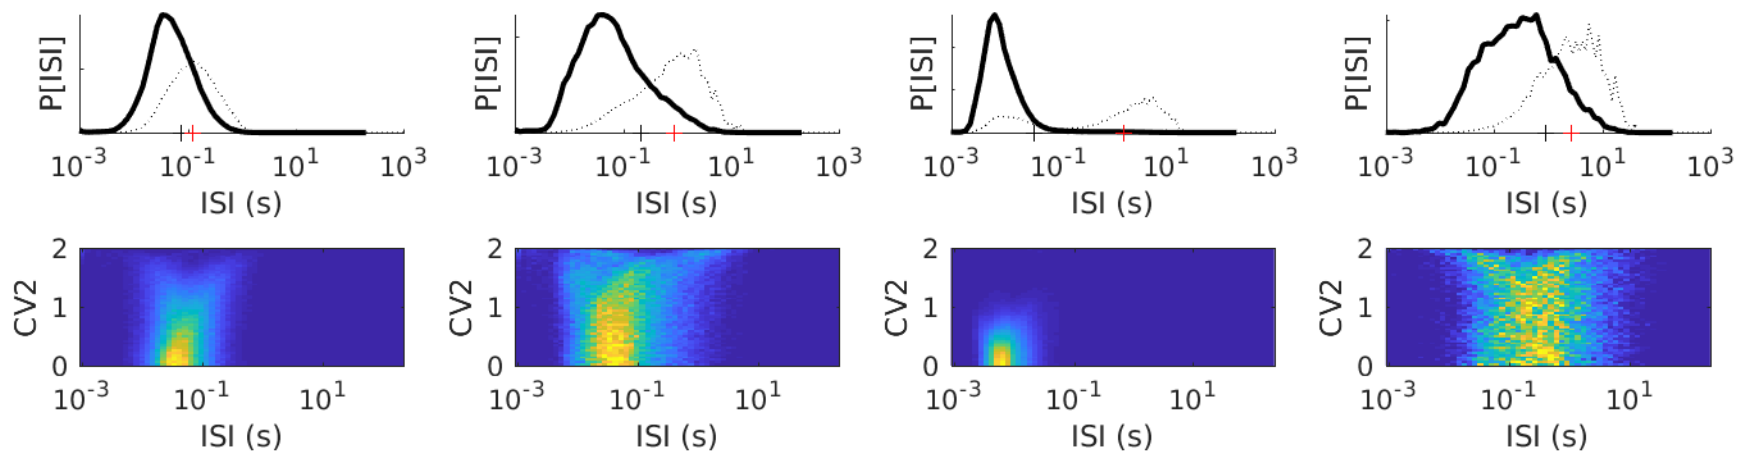 P[ISI] P[ISI] P[ISI] P[ISI]
10^-3 10^-1 10^1 10^3 10^-3 10^-1 10^1 10^3 10^-3 10^-1 10^1 10^3 10^-3 10^-1 10^1 10^3
ISI (s) ISI (s) ISI (s) ISI (s)
2 2 2 2
CV2 1 CV2 1 CV2 1 CV2 1
0 0 0 0
10^-3 10^-1 10^1 10^-3 10^-1 10^1 10^-3 10^-1 10^1 10^-3 10^-1 10^1
ISI (s) ISI (s) ISI (s) ISI (s)